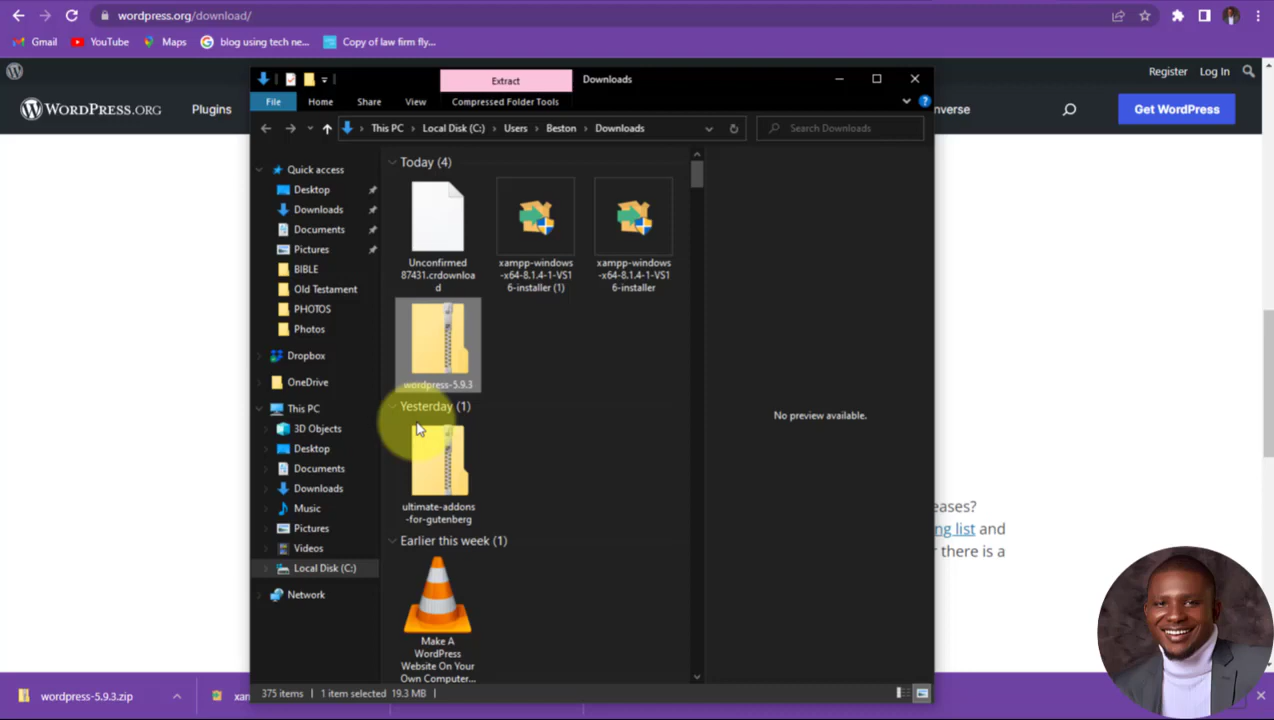 wordpress.org/download/
Gmail
YouTube
Maps
blog using tech ne...
Copy of law firm fly...
Register
Log In
WORDPRESS.ORG
Plugins
nverse
Get WordPress
Extract
Downloads
File
Home
Share
View
Compressed Folder Tools
This PC
Local Disk (C:)
Users
Beston
Downloads
Search Downloads
Quick access
Desktop
Downloads
Documents
Pictures
BIBLE
Old Testament
PHOTOS
Photos
Dropbox
OneDrive
This PC
3D Objects
Desktop
Documents
Downloads
Music
Pictures
Videos
Local Disk (C:)
Network
Today (4)
Unconfirmed
87431.crdownloa
d
xampp-windows
-x64-8.1.4-1-VS1
6-installer (1)
xampp-windows
-x64-8.1.4-1-VS1
6-installer
wordpress-5.9.3
Yesterday (1)
ultimate-addons
-for-gutenberg
Earlier this week (1)
Make A
WordPress
Website On Your
Own Computer...
No preview available.
eases?
ng list and
r there is a
375 items
1 item selected 19.3 MB
wordpress-5.9.3.zip
xan